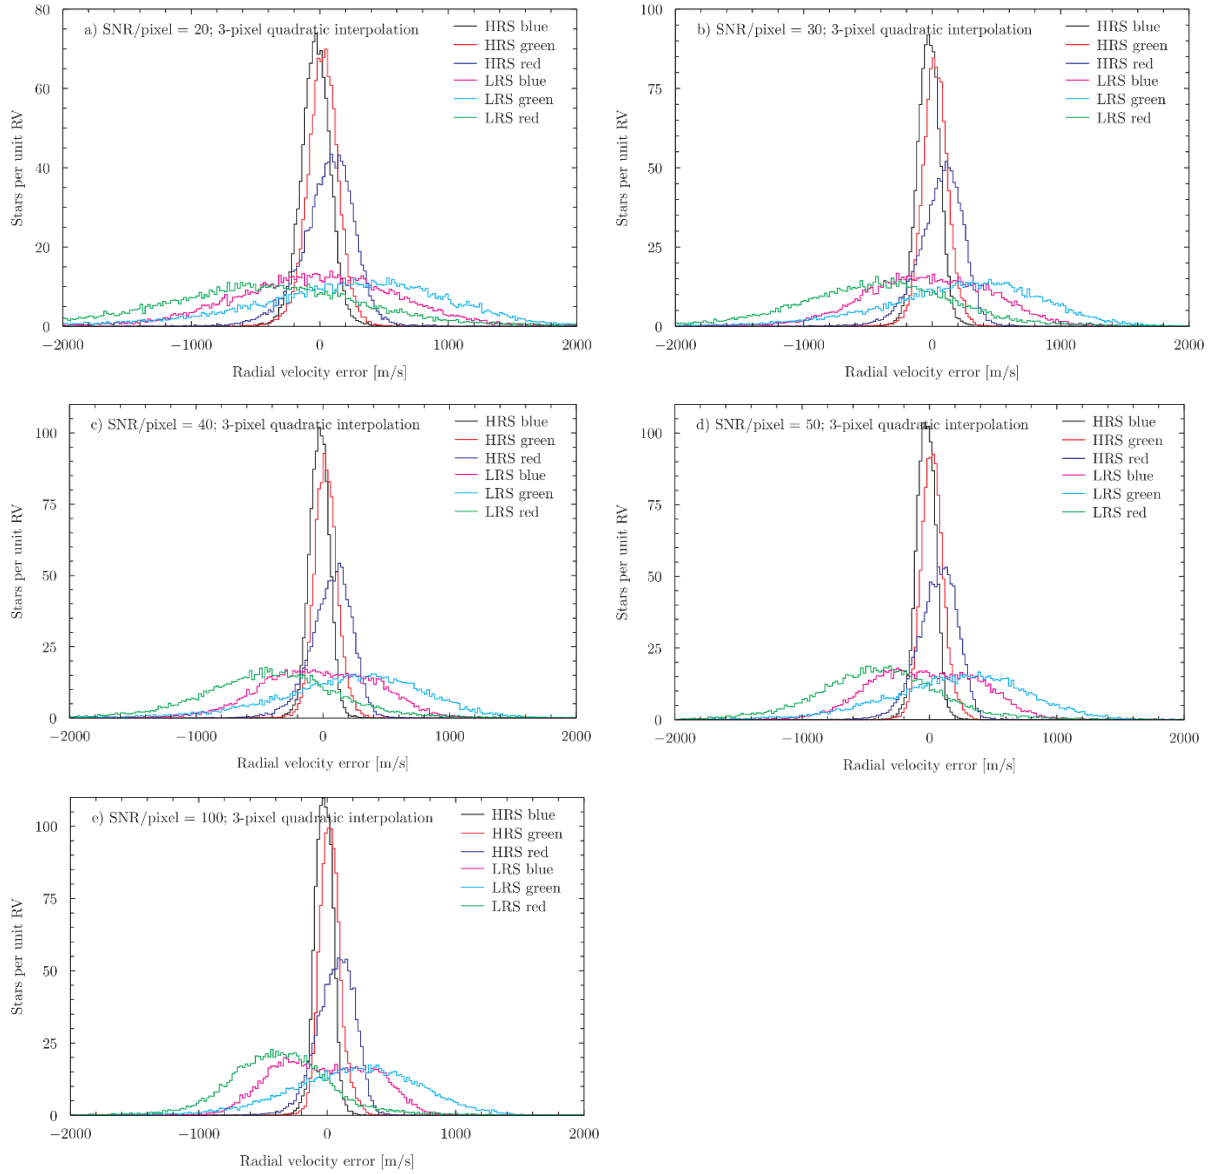 a) SNR/pixel = 20; 3-pixel quadratic interpolation
HRS blue
HRS green
HRS red
LRS blue
LRS green
LRS red
Stars per unit RV
80
60
40
20
0
−2000 −1000 0 1000 2000
Radial velocity error [m/s]
b) SNR/pixel = 30; 3-pixel quadratic interpolation
HRS blue
HRS green
HRS red
LRS blue
LRS green
LRS red
Stars per unit RV
100
75
50
25
0
−2000 −1000 0 1000 2000
Radial velocity error [m/s]
c) SNR/pixel = 40; 3-pixel quadratic interpolation
HRS blue
HRS green
HRS red
LRS blue
LRS green
LRS red
Stars per unit RV
100
75
50
25
0
−2000 −1000 0 1000 2000
Radial velocity error [m/s]
d) SNR/pixel = 50; 3-pixel quadratic interpolation
HRS blue
HRS green
HRS red
LRS blue
LRS green
LRS red
Stars per unit RV
100
75
50
25
0
−2000 −1000 0 1000 2000
Radial velocity error [m/s]
e) SNR/pixel = 100; 3-pixel quadratic interpolation
HRS blue
HRS green
HRS red
LRS blue
LRS green
LRS red
Stars per unit RV
100
75
50
25
0
−2000 −1000 0 1000 2000
Radial velocity error [m/s]